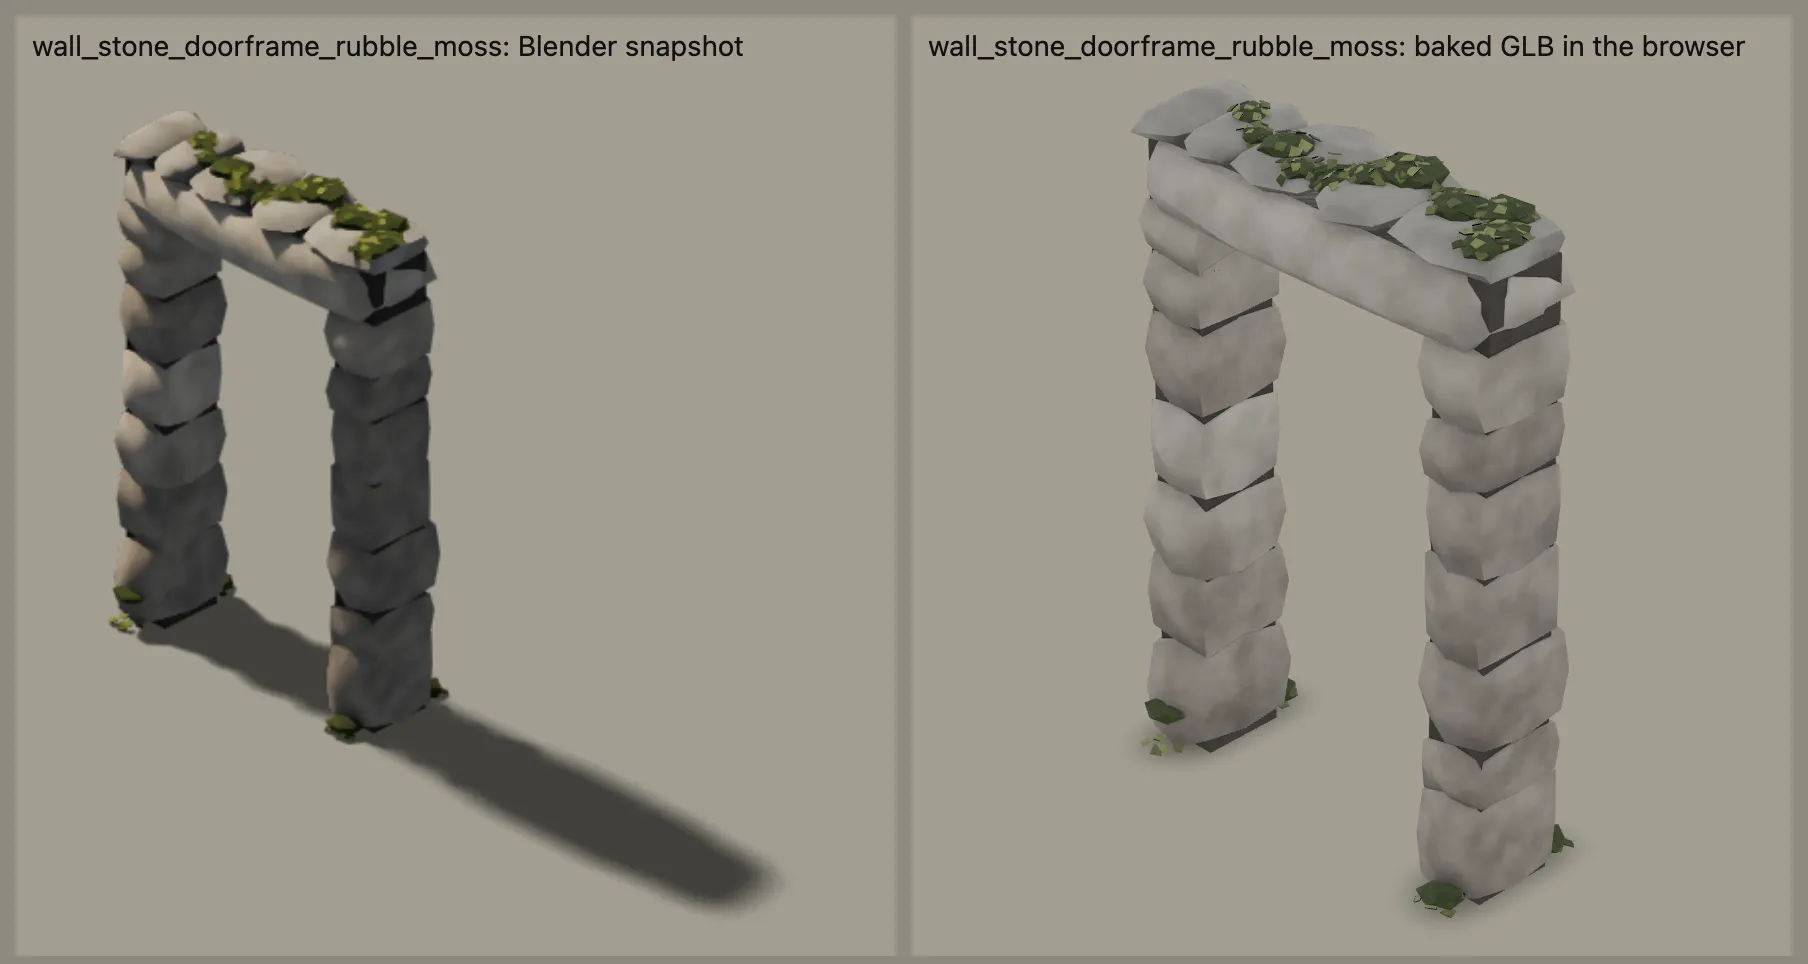 wall_stone_doorframe_rubble_moss: Blender snapshot
wall_stone_doorframe_rubble_moss: baked GLB in the browser